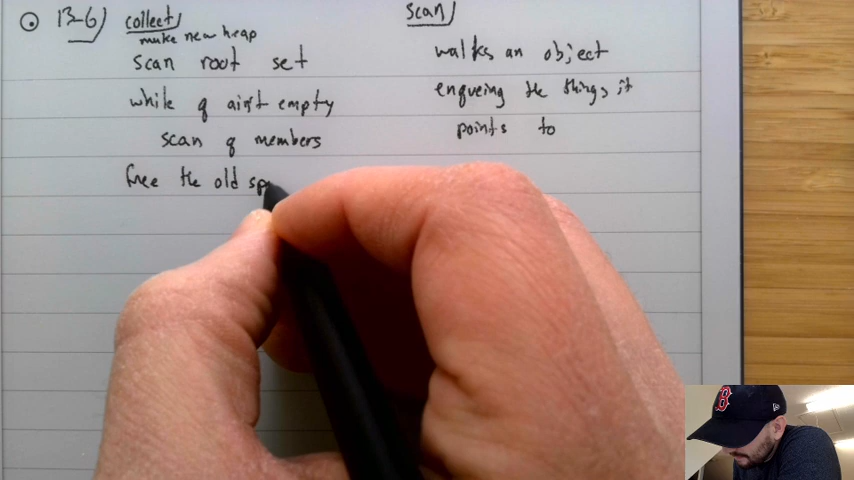 13-6) collect/
make new heap
scan root set
while q ain't empty
scan q members
free the old sp
scan/
walks an object
enqueing the things it
points to
B